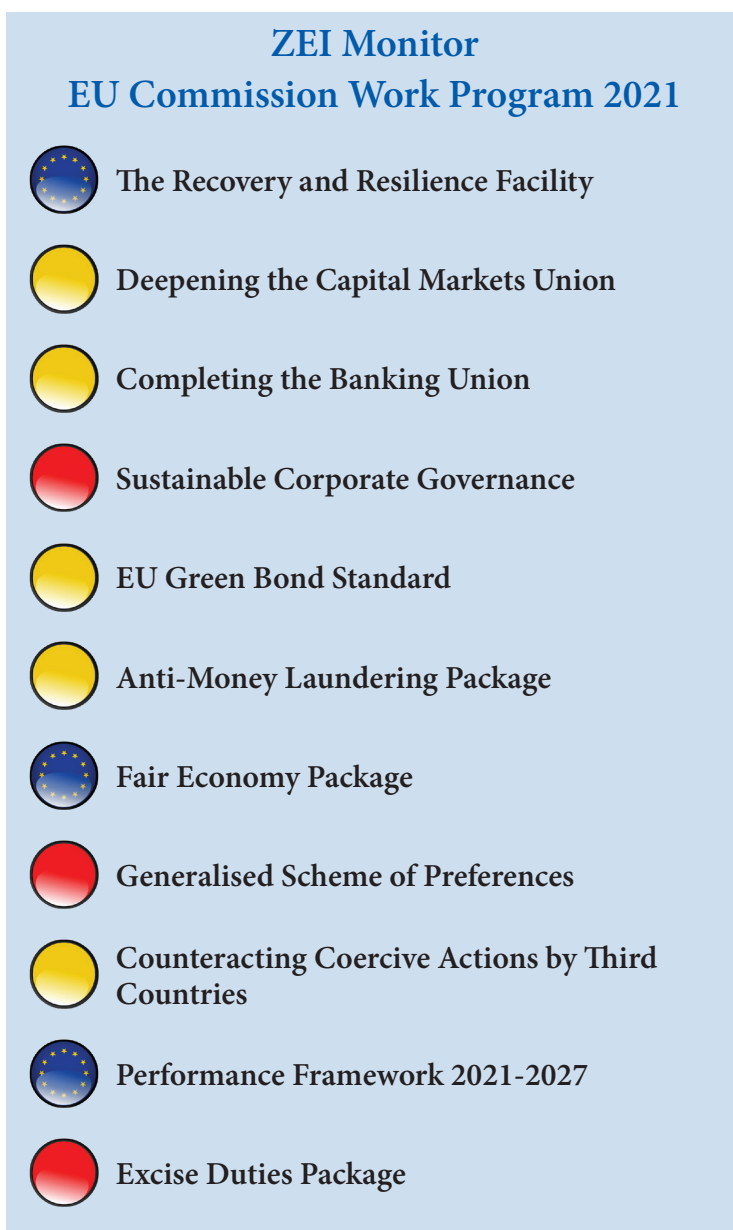 ZEI Monitor
EU Commission Work Program 2021
The Recovery and Resilience Facility
Deepening the Capital Markets Union
Completing the Banking Union
Sustainable Corporate Governance
EU Green Bond Standard
Anti-Money Laundering Package
Fair Economy Package
Generalised Scheme of Preferences
Counteracting Coercive Actions by Third
Countries
Performance Framework 2021-2027
Excise Duties Package